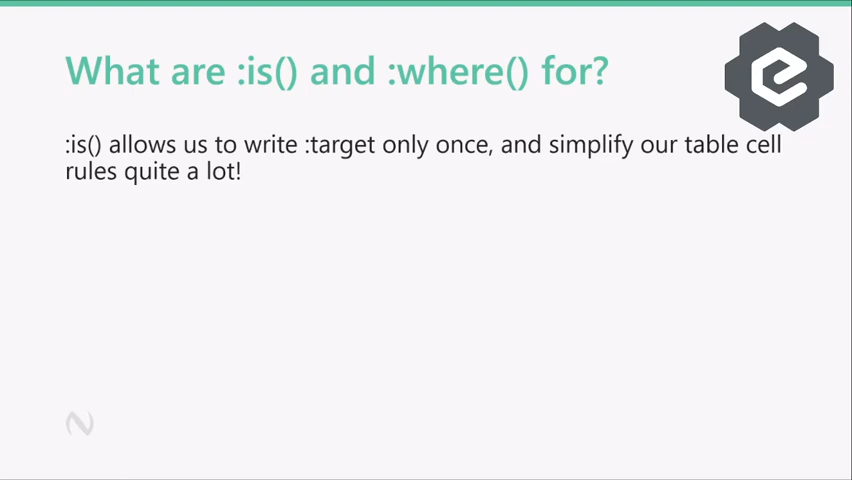 What are :is() and :where() for?
:is() allows us to write :target only once, and simplify our table cell
rules quite a lot!